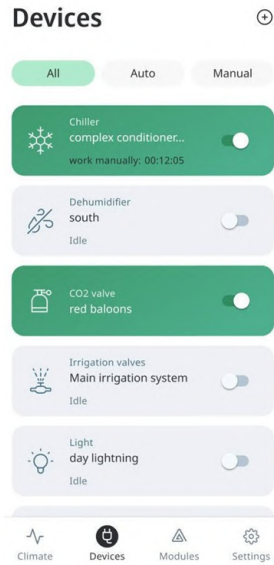 Devices
All
Auto
Manual
Chiller
complex conditioner...
work manually: 00:12:05
Dehumidifier
south
Idle
CO2 valve
red baloons
Irrigation valves
Main irrigation system
Idle
Light
day lightning
Idle
Climate
Devices
Modules
Settings